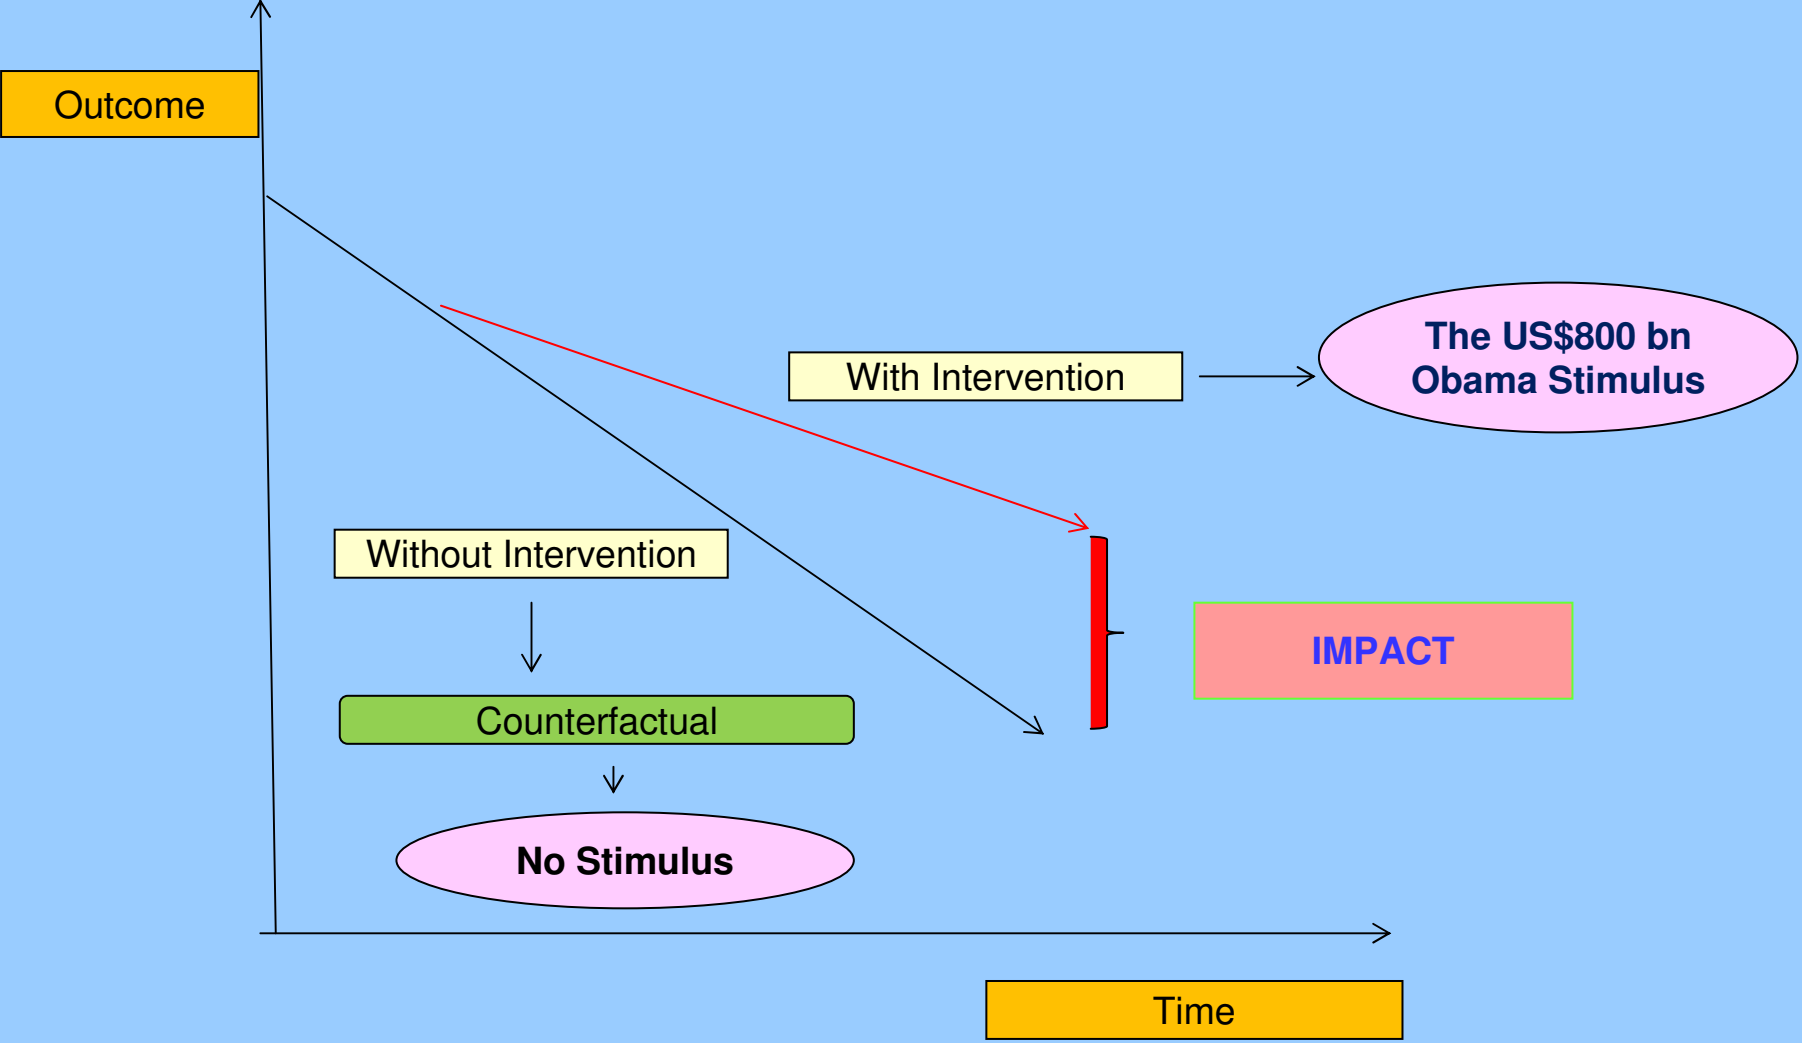 Outcome
The US$800 bn
Obama Stimulus
With Intervention
Without Intervention
IMPACT
Counterfactual
No Stimulus
Time